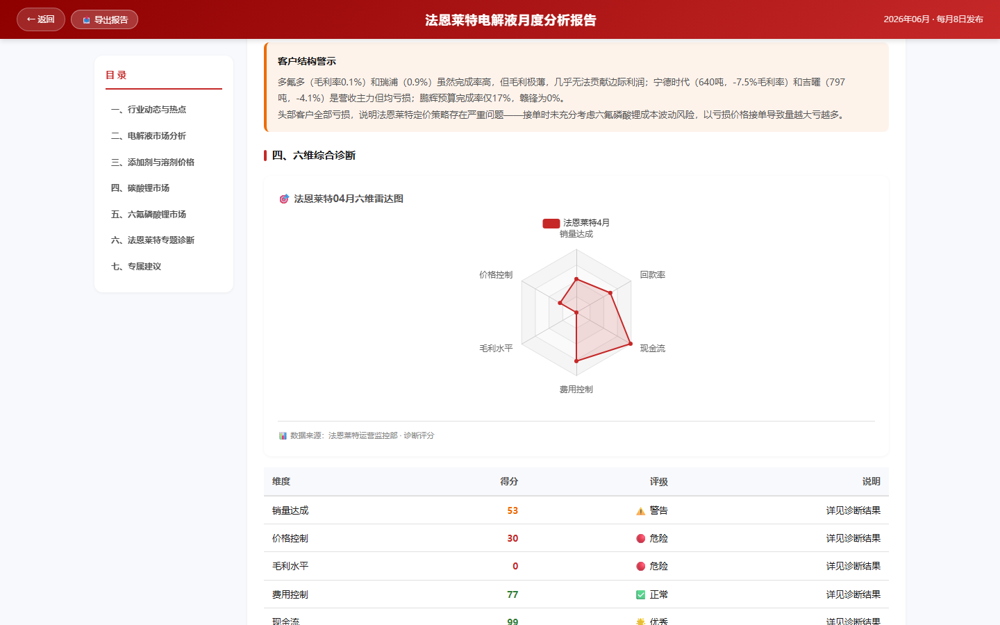 ← 返回
导出报告
法恩莱特电解液月度分析报告
2026年06月 · 每月8日发布
目 录
一、行业动态与热点
二、电解液市场分析
三、添加剂与溶剂价格
四、碳酸锂市场
五、六氟磷酸锂市场
六、法恩莱特专题诊断
七、专属建议
客户结构警示
多氟多（毛利率0.1%）和瑞浦（0.9%）虽然完成率高，但毛利极薄，几乎无法贡献边际利润；宁德时代（640吨，-7.5%毛利率）和吉曜（797
吨，-4.1%）是营收主力但均亏损；鹏辉预算完成率仅17%，赣锋为0%。
头部客户全部亏损，说明法恩莱特定价策略存在严重问题——接单时未充分考虑六氟磷酸锂成本波动风险，以亏损价格接单导致量越大亏越多。
四、六维综合诊断
法恩莱特04月六维雷达图
法恩莱特4月
销量达成
价格控制
回款率
毛利水平
现金流
费用控制
数据来源：法恩莱特运营监控部 · 诊断评分
维度 得分 评级 说明
销量达成 53 警告 详见诊断结果
价格控制 30 危险 详见诊断结果
毛利水平 0 危险 详见诊断结果
费用控制 77 正常 详见诊断结果
现金流 99 优秀 详见诊断结果